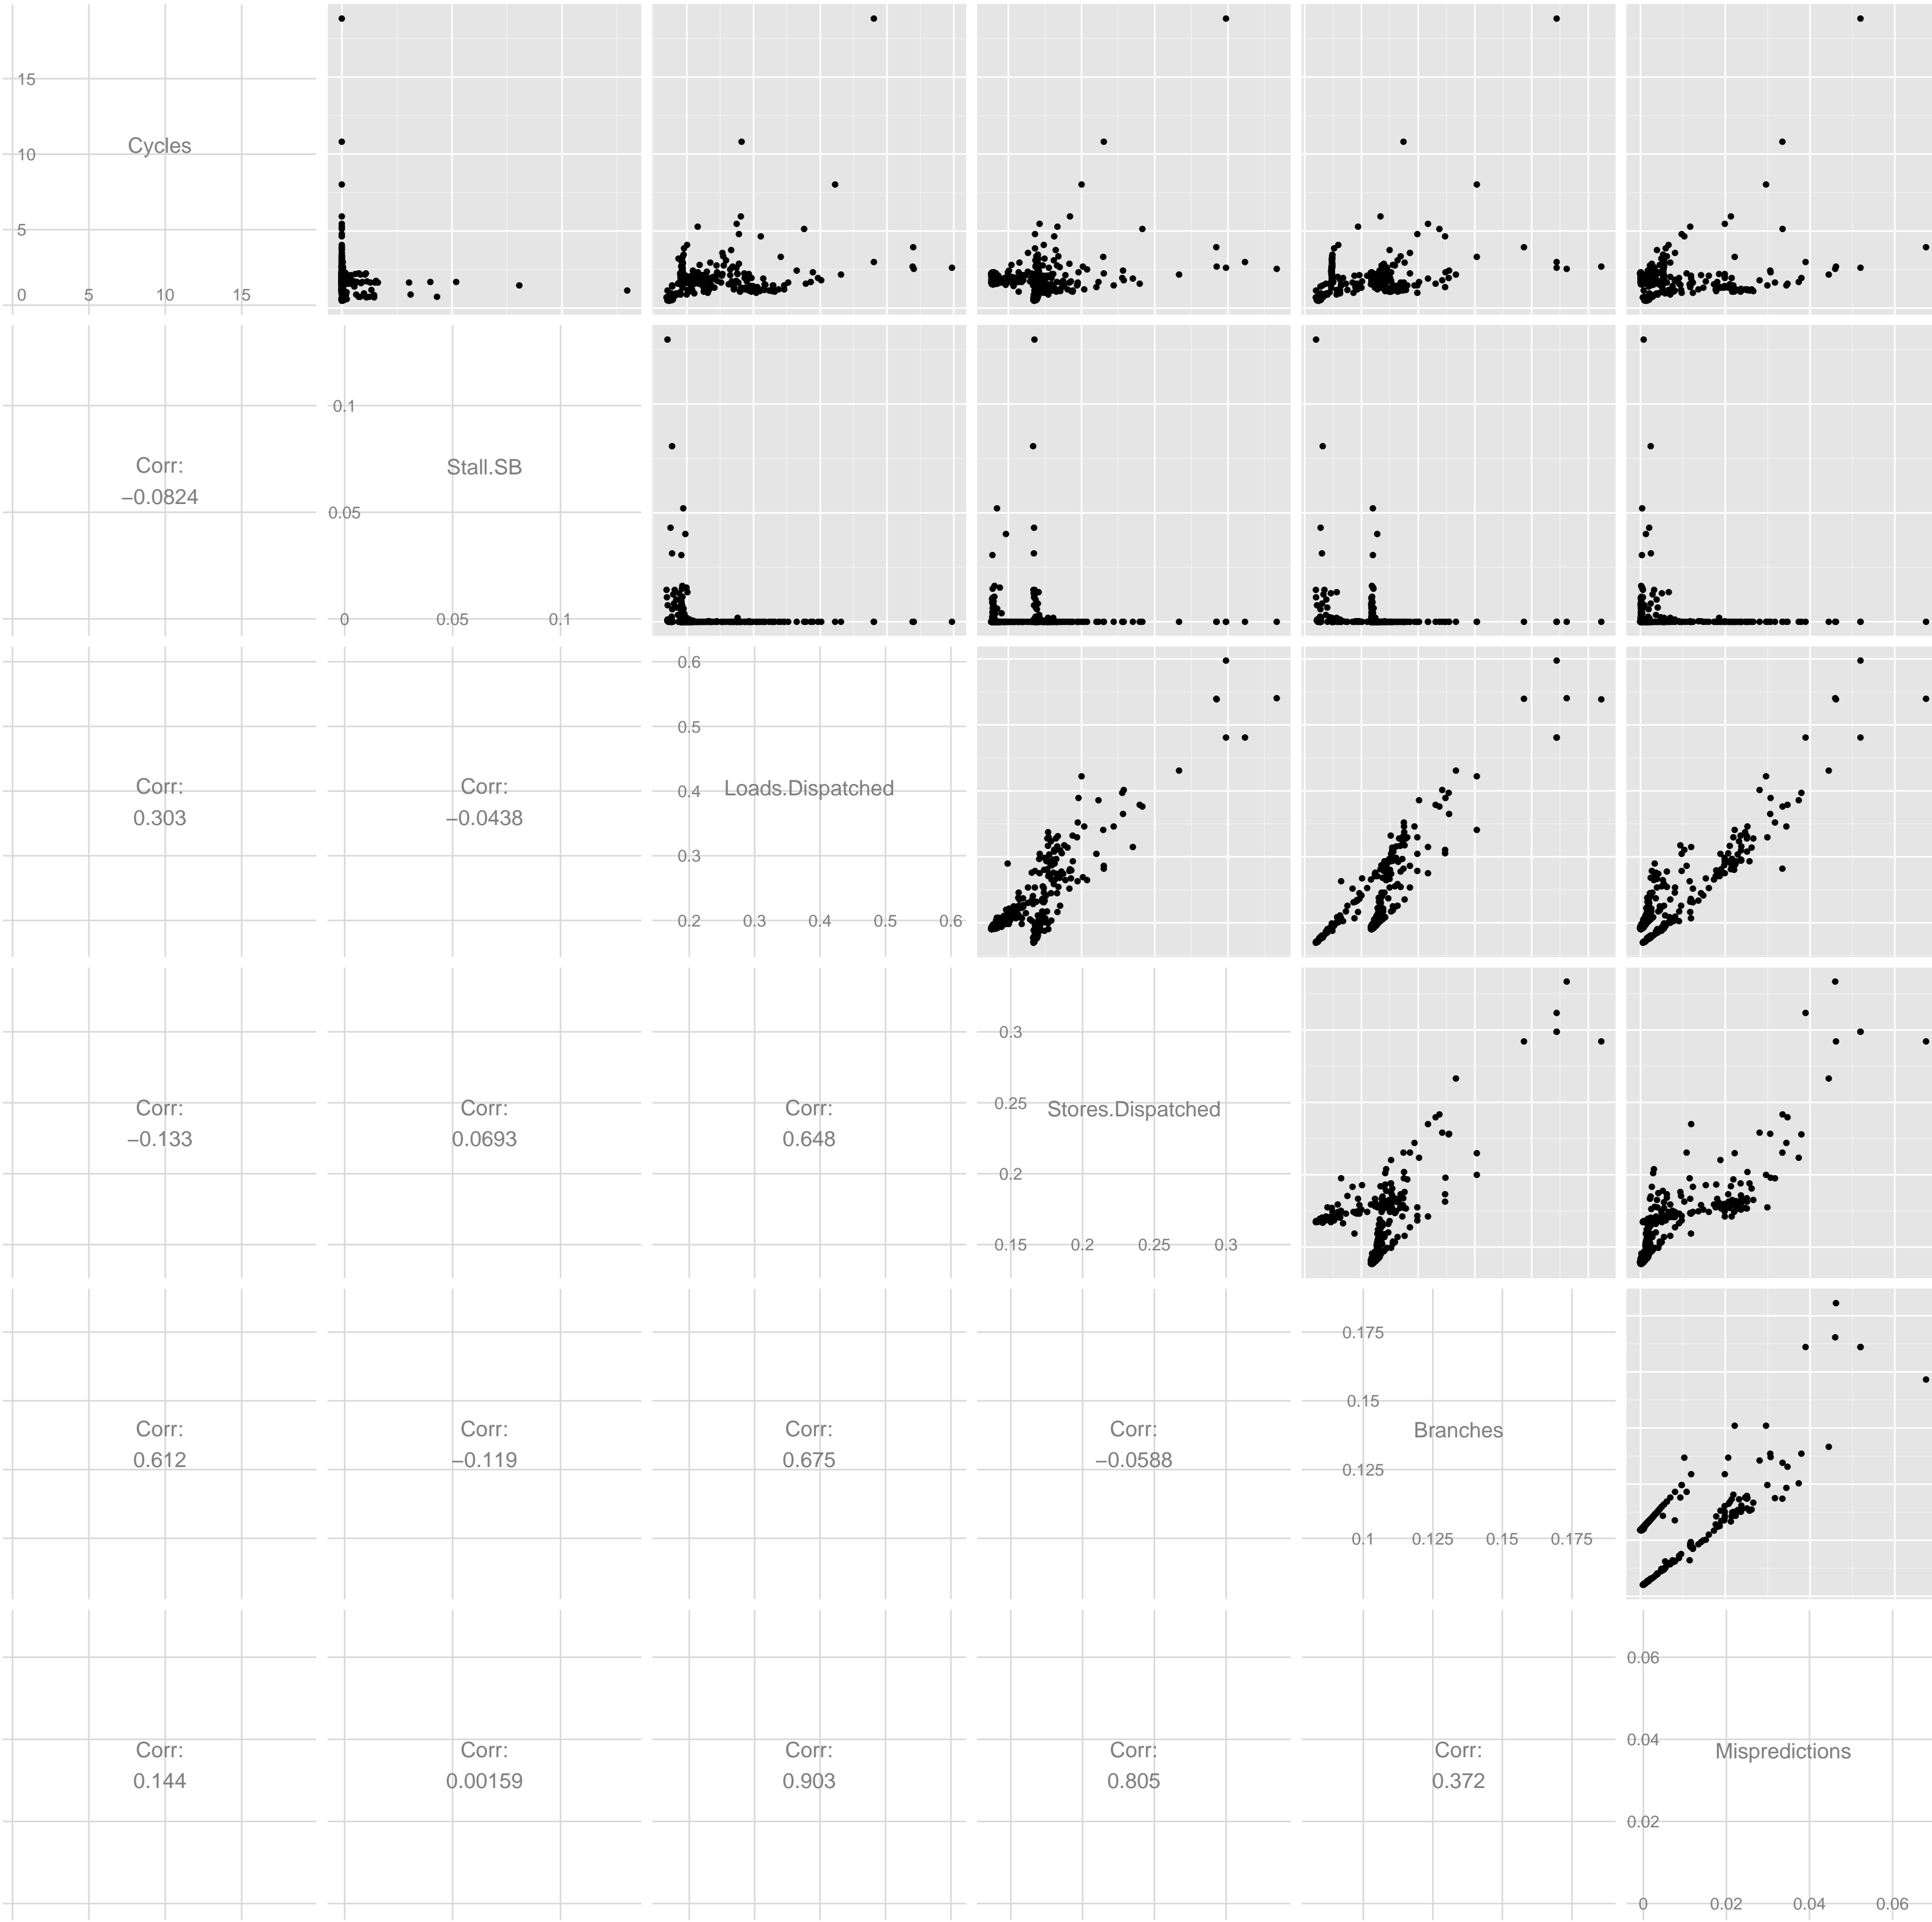 15
Cycles
10
5
0 5 10 15
0.1
Corr:
−0.0824
Stall.SB
0.05
0 0.05 0.1
0.6
0.5
Corr:
0.303
Corr:
−0.0438
Loads.Dispatched
0.4
0.3
0.2 0.3 0.4 0.5 0.6
0.3
Corr:
−0.133
Corr:
0.0693
Corr:
0.648
0.25
Stores.Dispatched
0.2
0.15 0.2 0.25 0.3
0.175
0.15
Corr:
0.612
Corr:
−0.119
Corr:
0.675
Corr:
−0.0588
Branches
0.125
0.1 0.125 0.15 0.175
0.06
Corr:
0.144
Corr:
0.00159
Corr:
0.903
Corr:
0.805
Corr:
0.372
0.04
Mispredictions
0.02
0 0.02 0.04 0.06